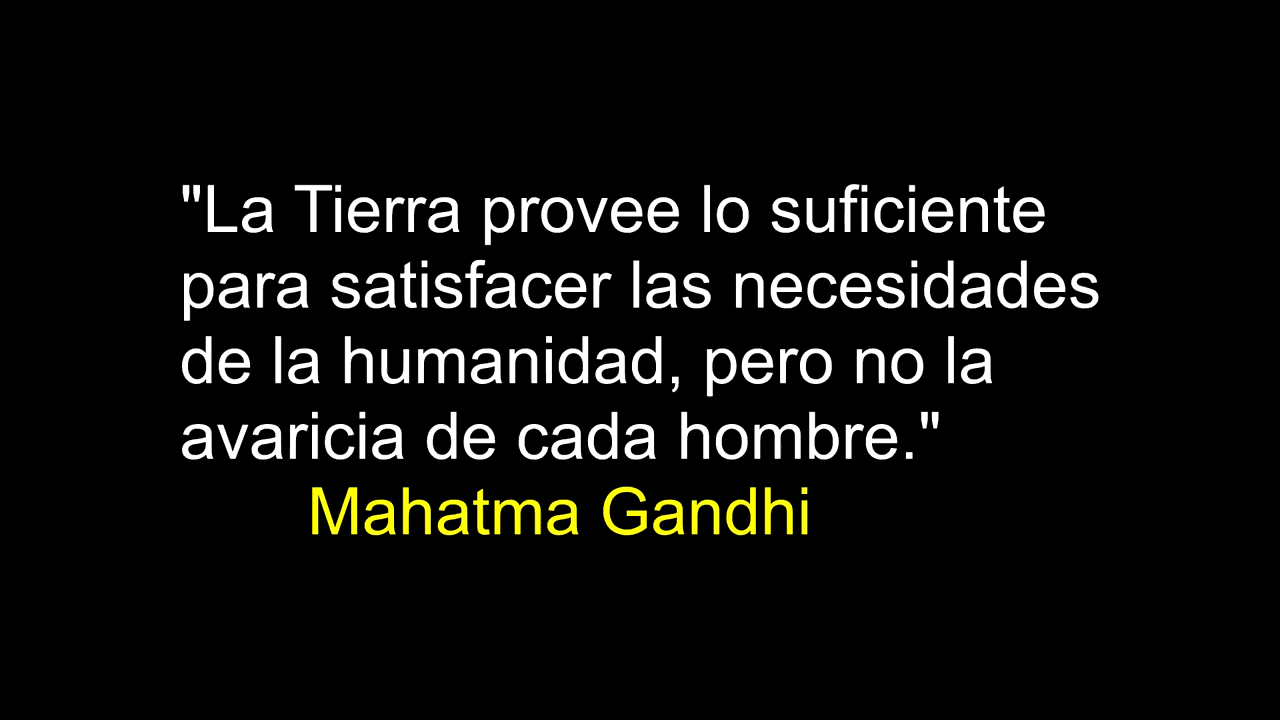 "La Tierra provee lo suficiente
para satisfacer las necesidades
de la humanidad, pero no la
avaricia de cada hombre."
Mahatma Gandhi